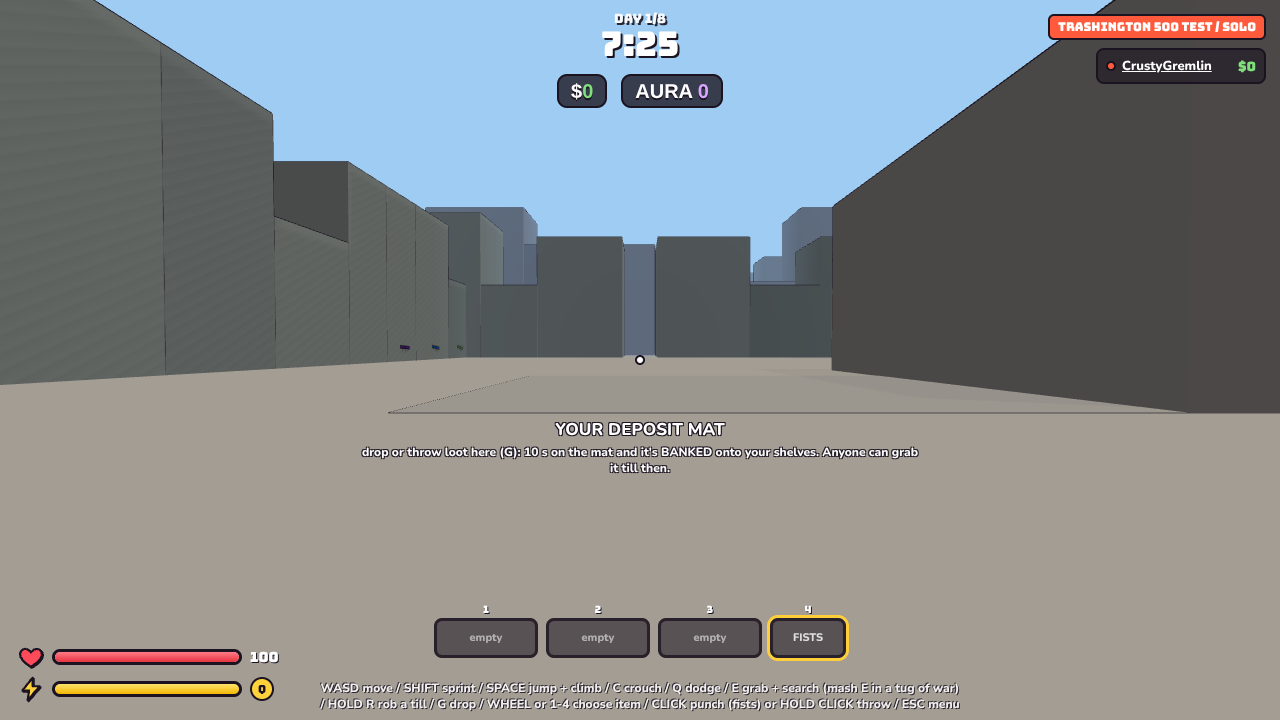 DAY 1/8
7:25
$0
AURA 0
TRASHINGTON 500 TEST / SOLO
CrustyGremlin $0
YOUR DEPOSIT MAT
drop or throw loot here (G): 10 s on the mat and it's BANKED onto your shelves. Anyone can grab
it till then.
1 2 3 4
empty empty empty FISTS
100
0
WASD move / SHIFT sprint / SPACE jump + climb / C crouch / Q dodge / E grab + search (mash E in a tug of war)
/ HOLD R rob a till / G drop / WHEEL or 1-4 choose item / CLICK punch (fists) or HOLD CLICK throw / ESC menu